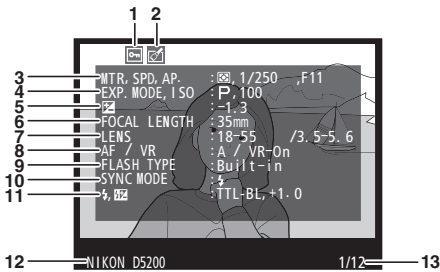 1 2
3 MTR, SPD, AP. : , 1/250 , F11
4 EXP. MODE, ISO : P, 100
5 : -1.3
6 FOCAL LENGTH : 35mm
7 LENS : 18-55 /3.5-5.6
8 AF / VR : A / VR-On
9 FLASH TYPE : Built-in
10 SYNC MODE :
11 , : TTL-BL, +1.0
12 NIKON D5200 1/12 13